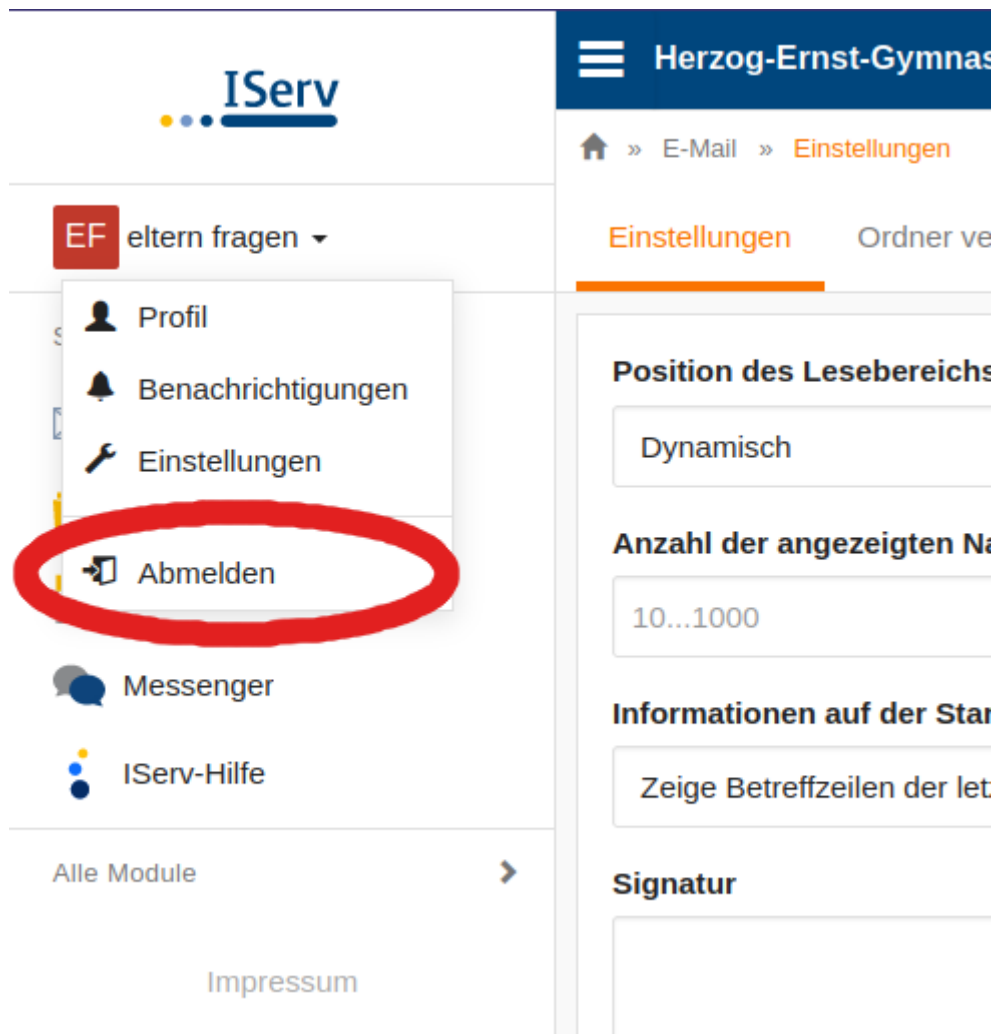 IServ
EF eltern fragen
Profil
Benachrichtigungen
Einstellungen
Abmelden
Messenger
IServ-Hilfe
Alle Module
Impressum
Herzog-Ernst-Gymnas
» E-Mail » Einstellungen
Einstellungen Ordner ve
Position des Lesebereichs
Dynamisch
Anzahl der angezeigten Na
10...1000
Informationen auf der Star
Zeige Betreffzeilen der let
Signatur